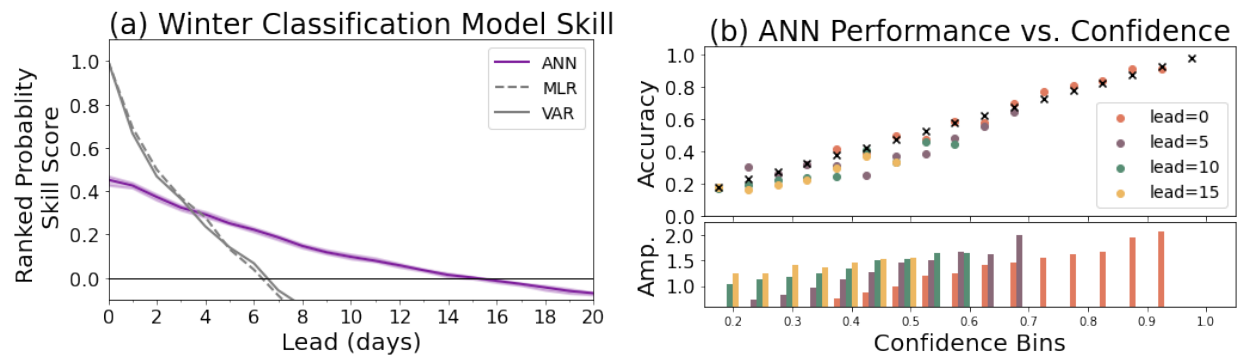 (a) Winter Classification Model Skill
Ranked Probablity
Skill Score
1.0
0.8
0.6
0.4
0.2
0.0
ANN
MLR
VAR
0 2 4 6 8 10 12 14 16 18 20
Lead (days)
(b) ANN Performance vs. Confidence
Accuracy
1.0
0.8
0.6
0.4
0.2
0.0
lead=0
lead=5
lead=10
lead=15
Amp.
2.0
1.5
1.0
0.2 0.3 0.4 0.5 0.6 0.7 0.8 0.9 1.0
Confidence Bins